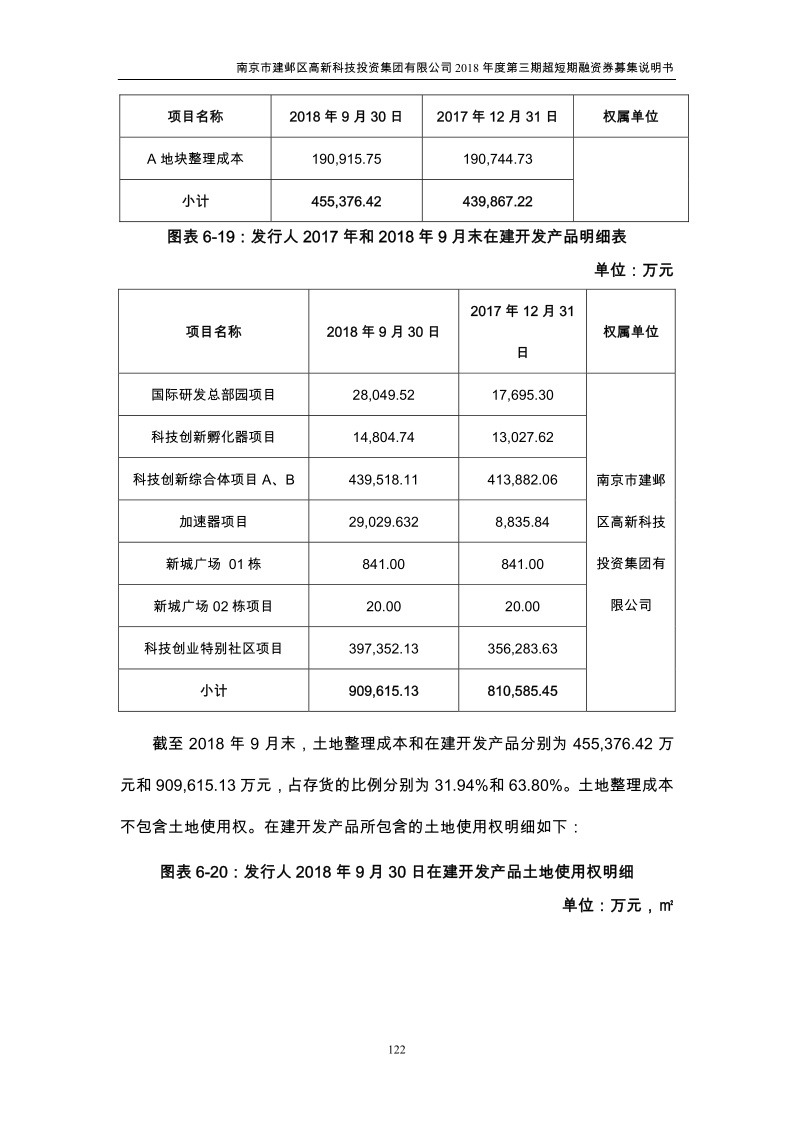 南京市建邺区高新科技投资集团有限公司 2018 年度第三期超短期融资券募集说明书
项目名称 2018 年 9 月 30 日 2017 年 12 月 31 日 权属单位
A 地块整理成本 190,915.75 190,744.73
小计 455,376.42 439,867.22
图表 6-19：发行人 2017 年和 2018 年 9 月末在建开发产品明细表
单位：万元
项目名称 2018 年 9 月 30 日 2017 年 12 月 31 日 权属单位
国际研发总部园项目 28,049.52 17,695.30
科技创新孵化器项目 14,804.74 13,027.62
科技创新综合体项目 A、B 439,518.11 413,882.06 南京市建邺
加速器项目 29,029.632 8,835.84 区高新科技
新城广场 01 栋 841.00 841.00 投资集团有
新城广场 02 栋项目 20.00 20.00 限公司
科技创业特别社区项目 397,352.13 356,283.63
小计 909,615.13 810,585.45
截至 2018 年 9 月末，土地整理成本和在建开发产品分别为 455,376.42 万
元和 909,615.13 万元，占存货的比例分别为 31.94%和 63.80%。土地整理成本
不包含土地使用权。在建开发产品所包含的土地使用权明细如下：
图表 6-20：发行人 2018 年 9 月 30 日在建开发产品土地使用权明细
单位：万元，㎡
122